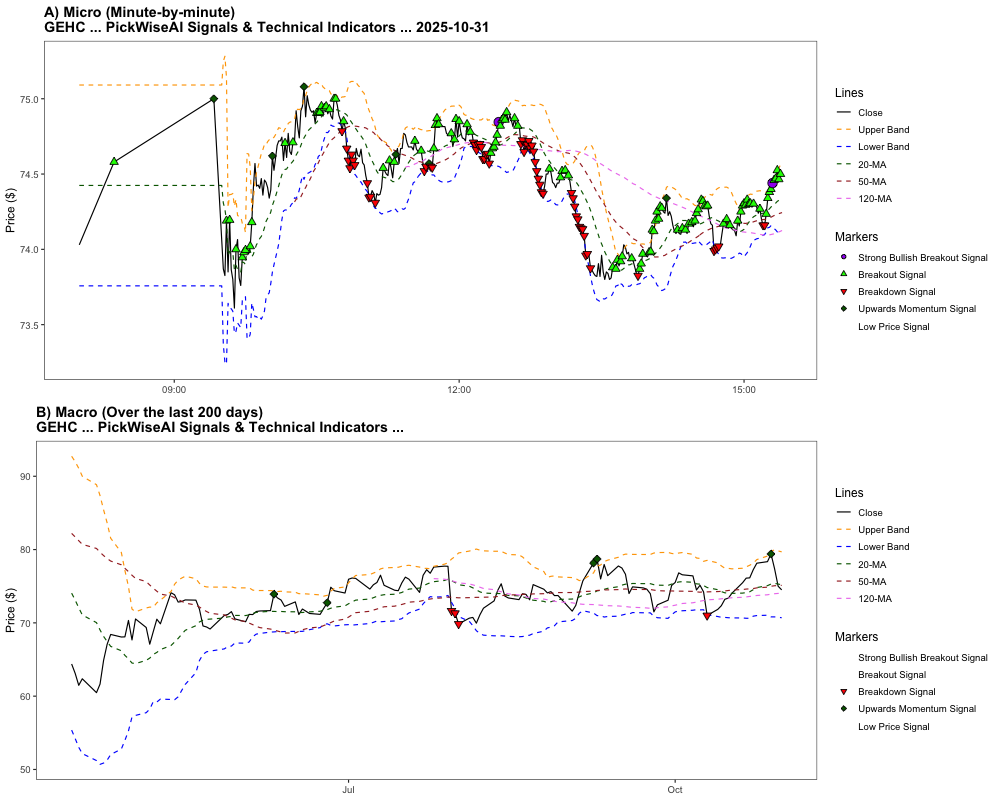 A) Micro (Minute-by-minute)
GEHC ... PickWiseAI Signals & Technical Indicators ... 2025-10-31
Price ($)
75.0
74.5
74.0
73.5
09:00
12:00
15:00
Lines
Close
Upper Band
Lower Band
20-MA
50-MA
120-MA
Markers
Strong Bullish Breakout Signal
Breakout Signal
Breakdown Signal
Upwards Momentum Signal
Low Price Signal
B) Macro (Over the last 200 days)
GEHC ... PickWiseAI Signals & Technical Indicators ...
Price ($)
90
80
70
60
50
Jul
Oct
Lines
Close
Upper Band
Lower Band
20-MA
50-MA
120-MA
Markers
Strong Bullish Breakout Signal
Breakout Signal
Breakdown Signal
Upwards Momentum Signal
Low Price Signal